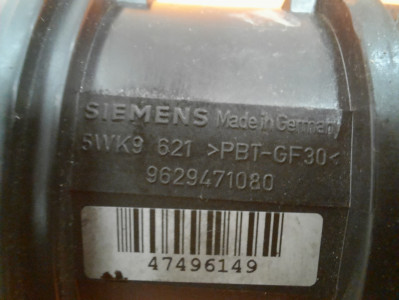 SIEMENS Made in Germany
5WK9 621 >PBT-GF30<
9629471080
47496149